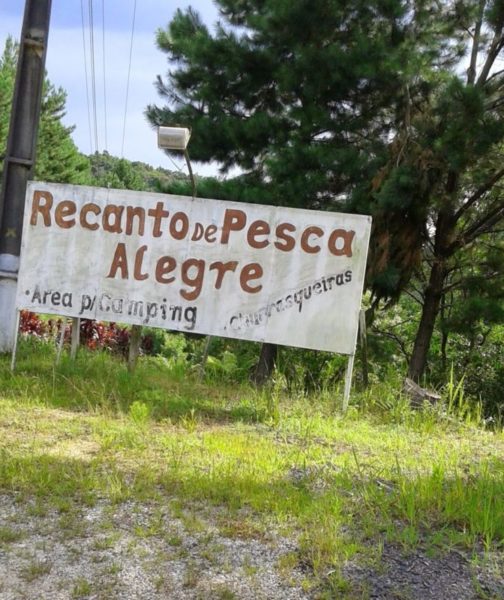 Recanto De Pesca
Alegre
.Area p/Camping .Churrasqueiras